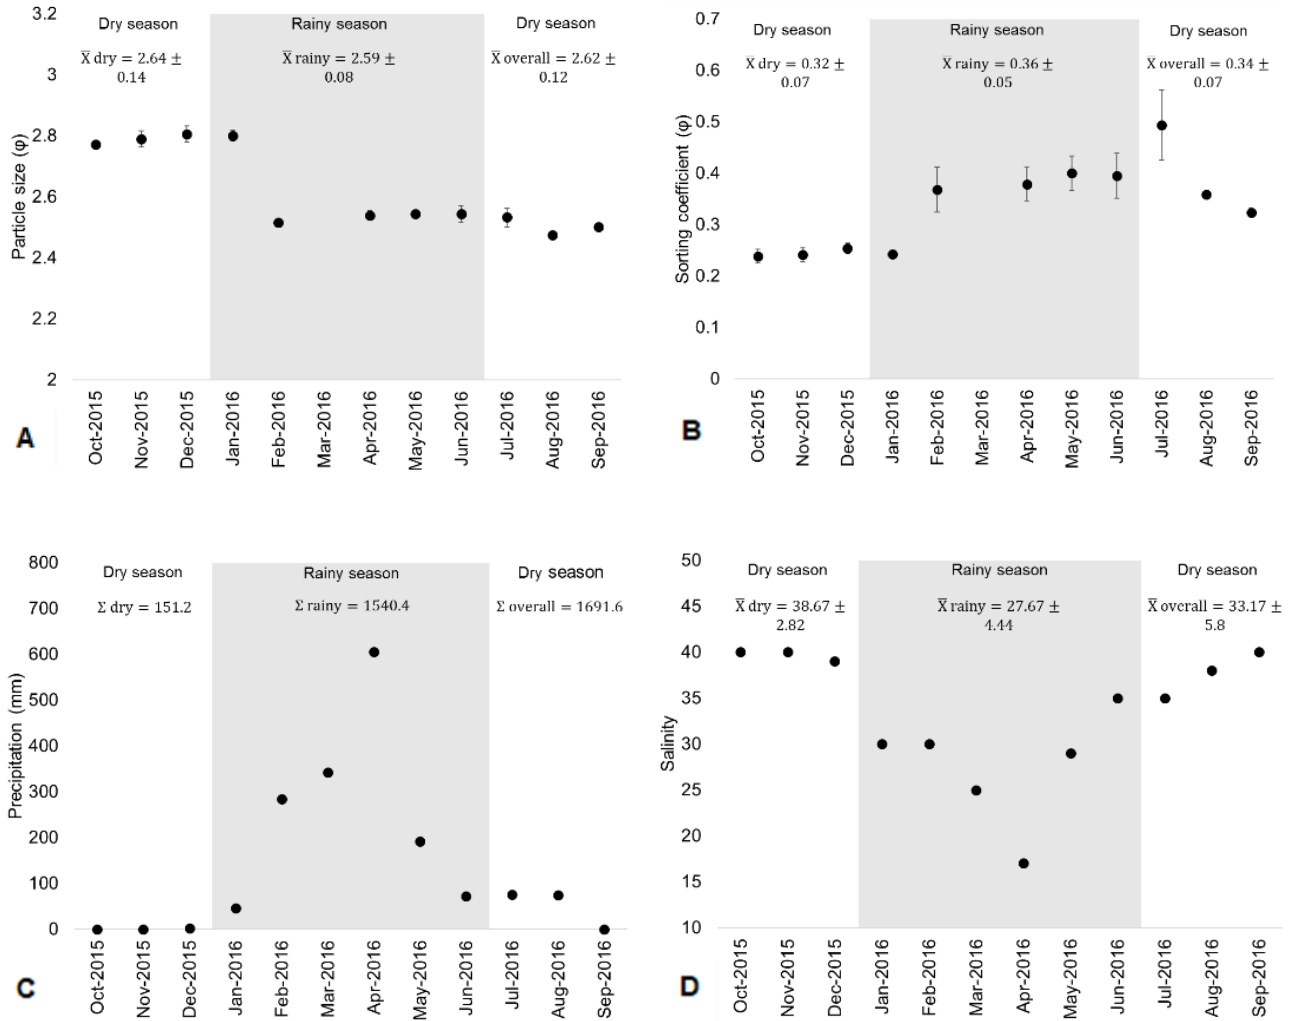 3.2
3
2.8
2.6
2.4
2.2
2
Particle size (φ)
Dry season
X̅ dry = 2.64 ±
0.14
Rainy season
X̅ rainy = 2.59 ±
0.08
Dry season
X̅ overall = 2.62 ±
0.12
Oct-2015
Nov-2015
Dec-2015
Jan-2016
Feb-2016
Mar-2016
Apr-2016
May-2016
Jun-2016
Jul-2016
Aug-2016
Sep-2016
A
0.7
0.6
0.5
0.4
0.3
0.2
0.1
0
Sorting coefficient (φ)
Dry season
X̅ dry = 0.32 ±
0.07
Rainy season
X̅ rainy = 0.36 ±
0.05
Dry season
X̅ overall = 0.34 ±
0.07
Oct-2015
Nov-2015
Dec-2015
Jan-2016
Feb-2016
Mar-2016
Apr-2016
May-2016
Jun-2016
Jul-2016
Aug-2016
Sep-2016
B
800
700
600
500
400
300
200
100
0
Precipitation (mm)
Dry season
Σ dry = 151.2
Rainy season
Σ rainy = 1540.4
Dry season
Σ overall = 1691.6
Oct-2015
Nov-2015
Dec-2015
Jan-2016
Feb-2016
Mar-2016
Apr-2016
May-2016
Jun-2016
Jul-2016
Aug-2016
Sep-2016
C
50
45
40
35
30
25
20
15
10
Salinity
Dry season
X̅ dry = 38.67 ±
2.82
Rainy season
X̅ rainy = 27.67 ±
4.44
Dry season
X̅ overall = 33.17 ±
5.8
Oct-2015
Nov-2015
Dec-2015
Jan-2016
Feb-2016
Mar-2016
Apr-2016
May-2016
Jun-2016
Jul-2016
Aug-2016
Sep-2016
D